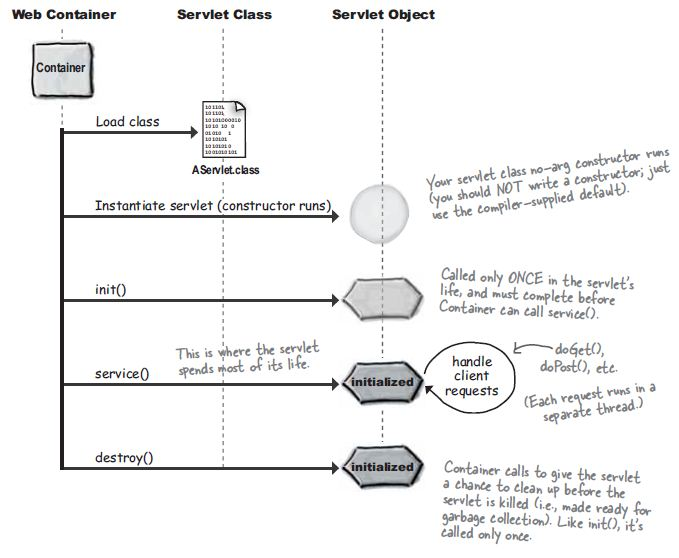 Web Container
Servlet Class
Servlet Object
Container
Load class
10 1101
10 1101
10 101000010
10 10 10 0
01 010 1
10 10101
10 10101 0
10 01010 101
AServlet.class
Instantiate servlet (constructor runs)
Your servlet class no-arg constructor runs
(you should NOT write a constructor; just
use the compiler-supplied default).
init()
Called only ONCE in the servlet's
life, and must complete before
Container can call service().
This is where the servlet
spends most of its life.
service()
initialized
handle
client
requests
doGet(),
doPost(), etc.
(Each request runs in a
separate thread.)
destroy()
initialized
Container calls to give the servlet
a chance to clean up before the
servlet is killed (i.e., made ready for
garbage collection). Like init(), it's
called only once.